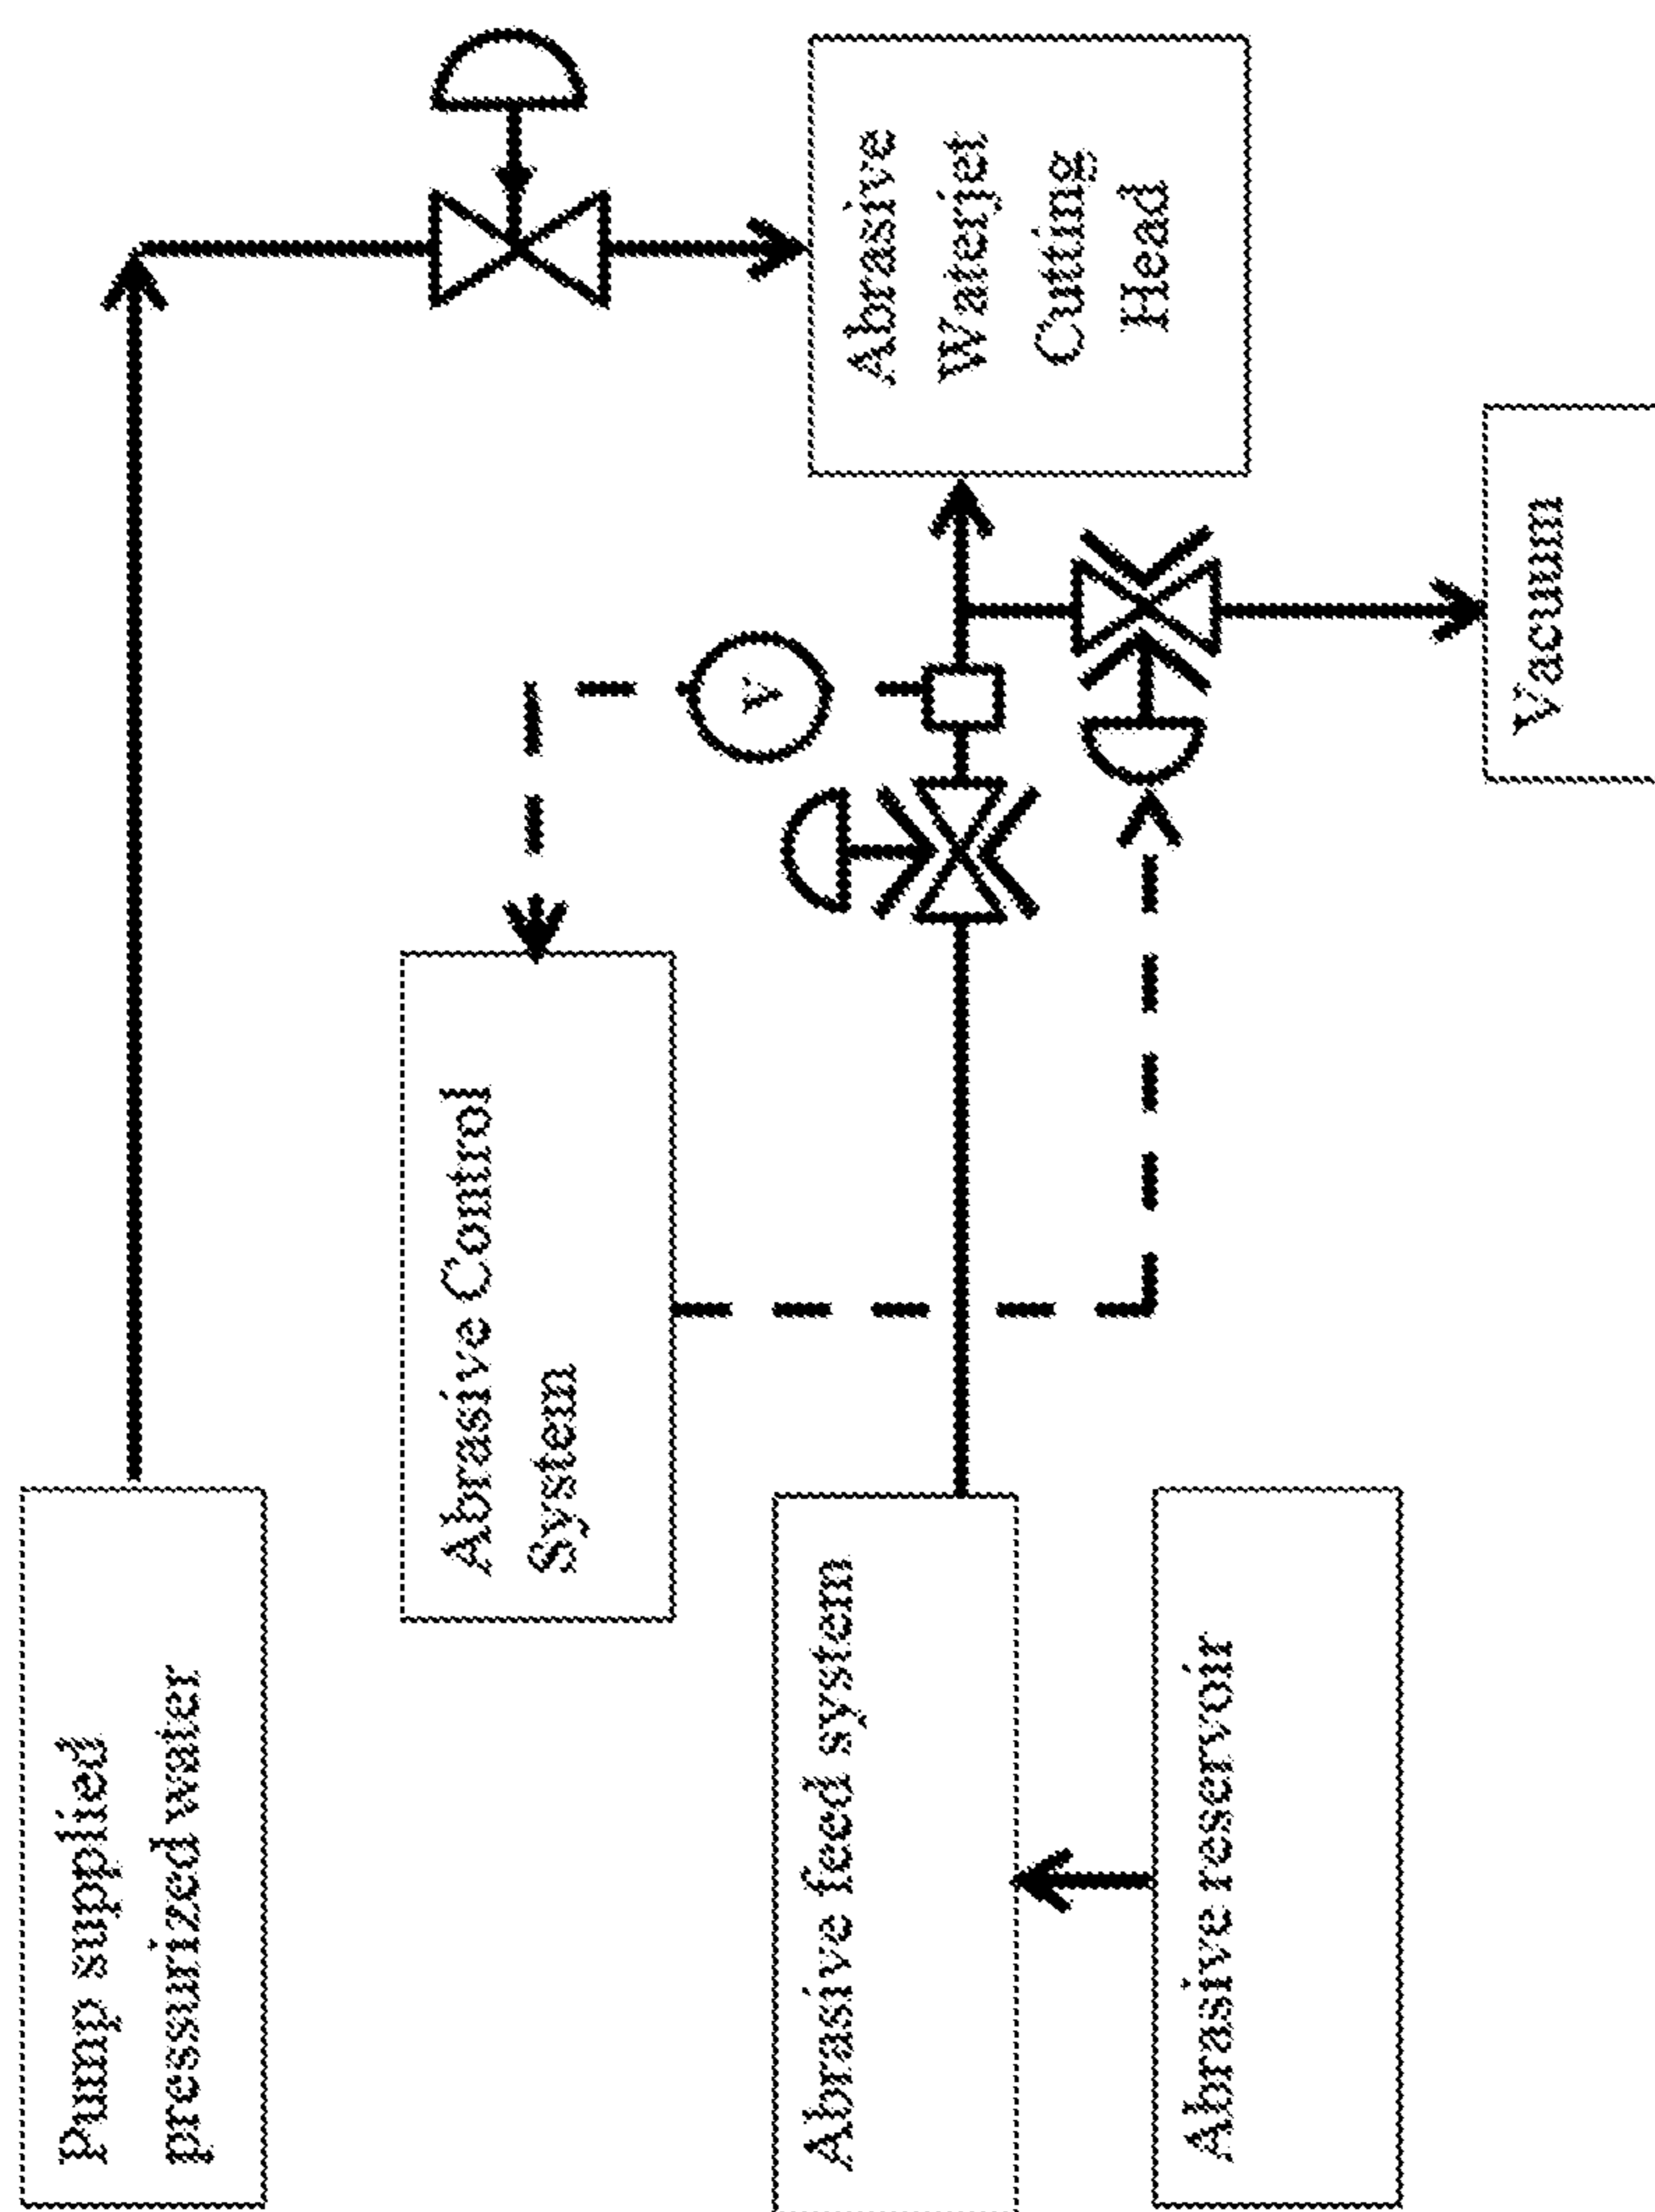 Pump supplied
pressurized water
Abrasive Control
System
Abrasive
Waterjet
Cutting
Head
V
Abrasive feed system
Abrasive reservoir
Vacuum